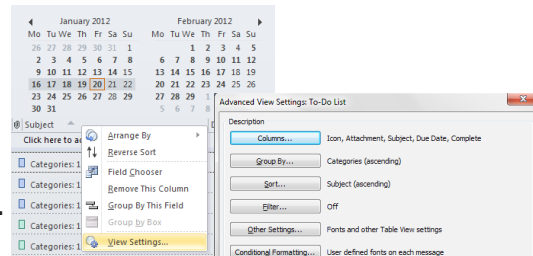 January 2012
February 2012
Mo Tu We Th Fr Sa Su
Mo Tu We Th Fr Sa Su
26 27 28 29 30 31 1
1 2 3 4 5
2 3 4 5 6 7 8
6 7 8 9 10 11 12
9 10 11 12 13 14 15
13 14 15 16 17 18 19
16 17 18 19 20 21 22
20 21 22 23 24 25 26
23 24 25 26 27 28 29
27 28 29 1
30 31
5 6 7 8
Subject
Click here to
Categories: 1
Categories: 1
Categories: 1
Categories: 1
Categories: 1
Arrange By
Reverse Sort
Field Chooser
Remove This Column
Group By This Field
Group by Box
View Settings...
Advanced View Settings: To-Do List
Description
Columns... Icon, Attachment, Subject, Due Date, Complete
Group By... Categories (ascending)
Sort... Subject (ascending)
Filter... Off
Other Settings... Fonts and other Table View settings
Conditional Formatting... User defined fonts on each message